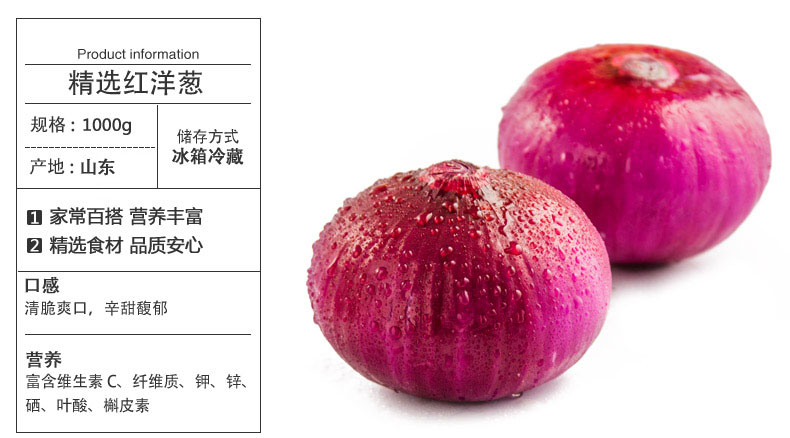 Product information
精选红洋葱
规格：1000g
产地：山东
储存方式
冰箱冷藏
1 家常百搭 营养丰富
2 精选食材 品质安心
口感
清脆爽口，辛甜馥郁
营养
富含维生素 C、纤维质、钾、锌、
硒、叶酸、槲皮素